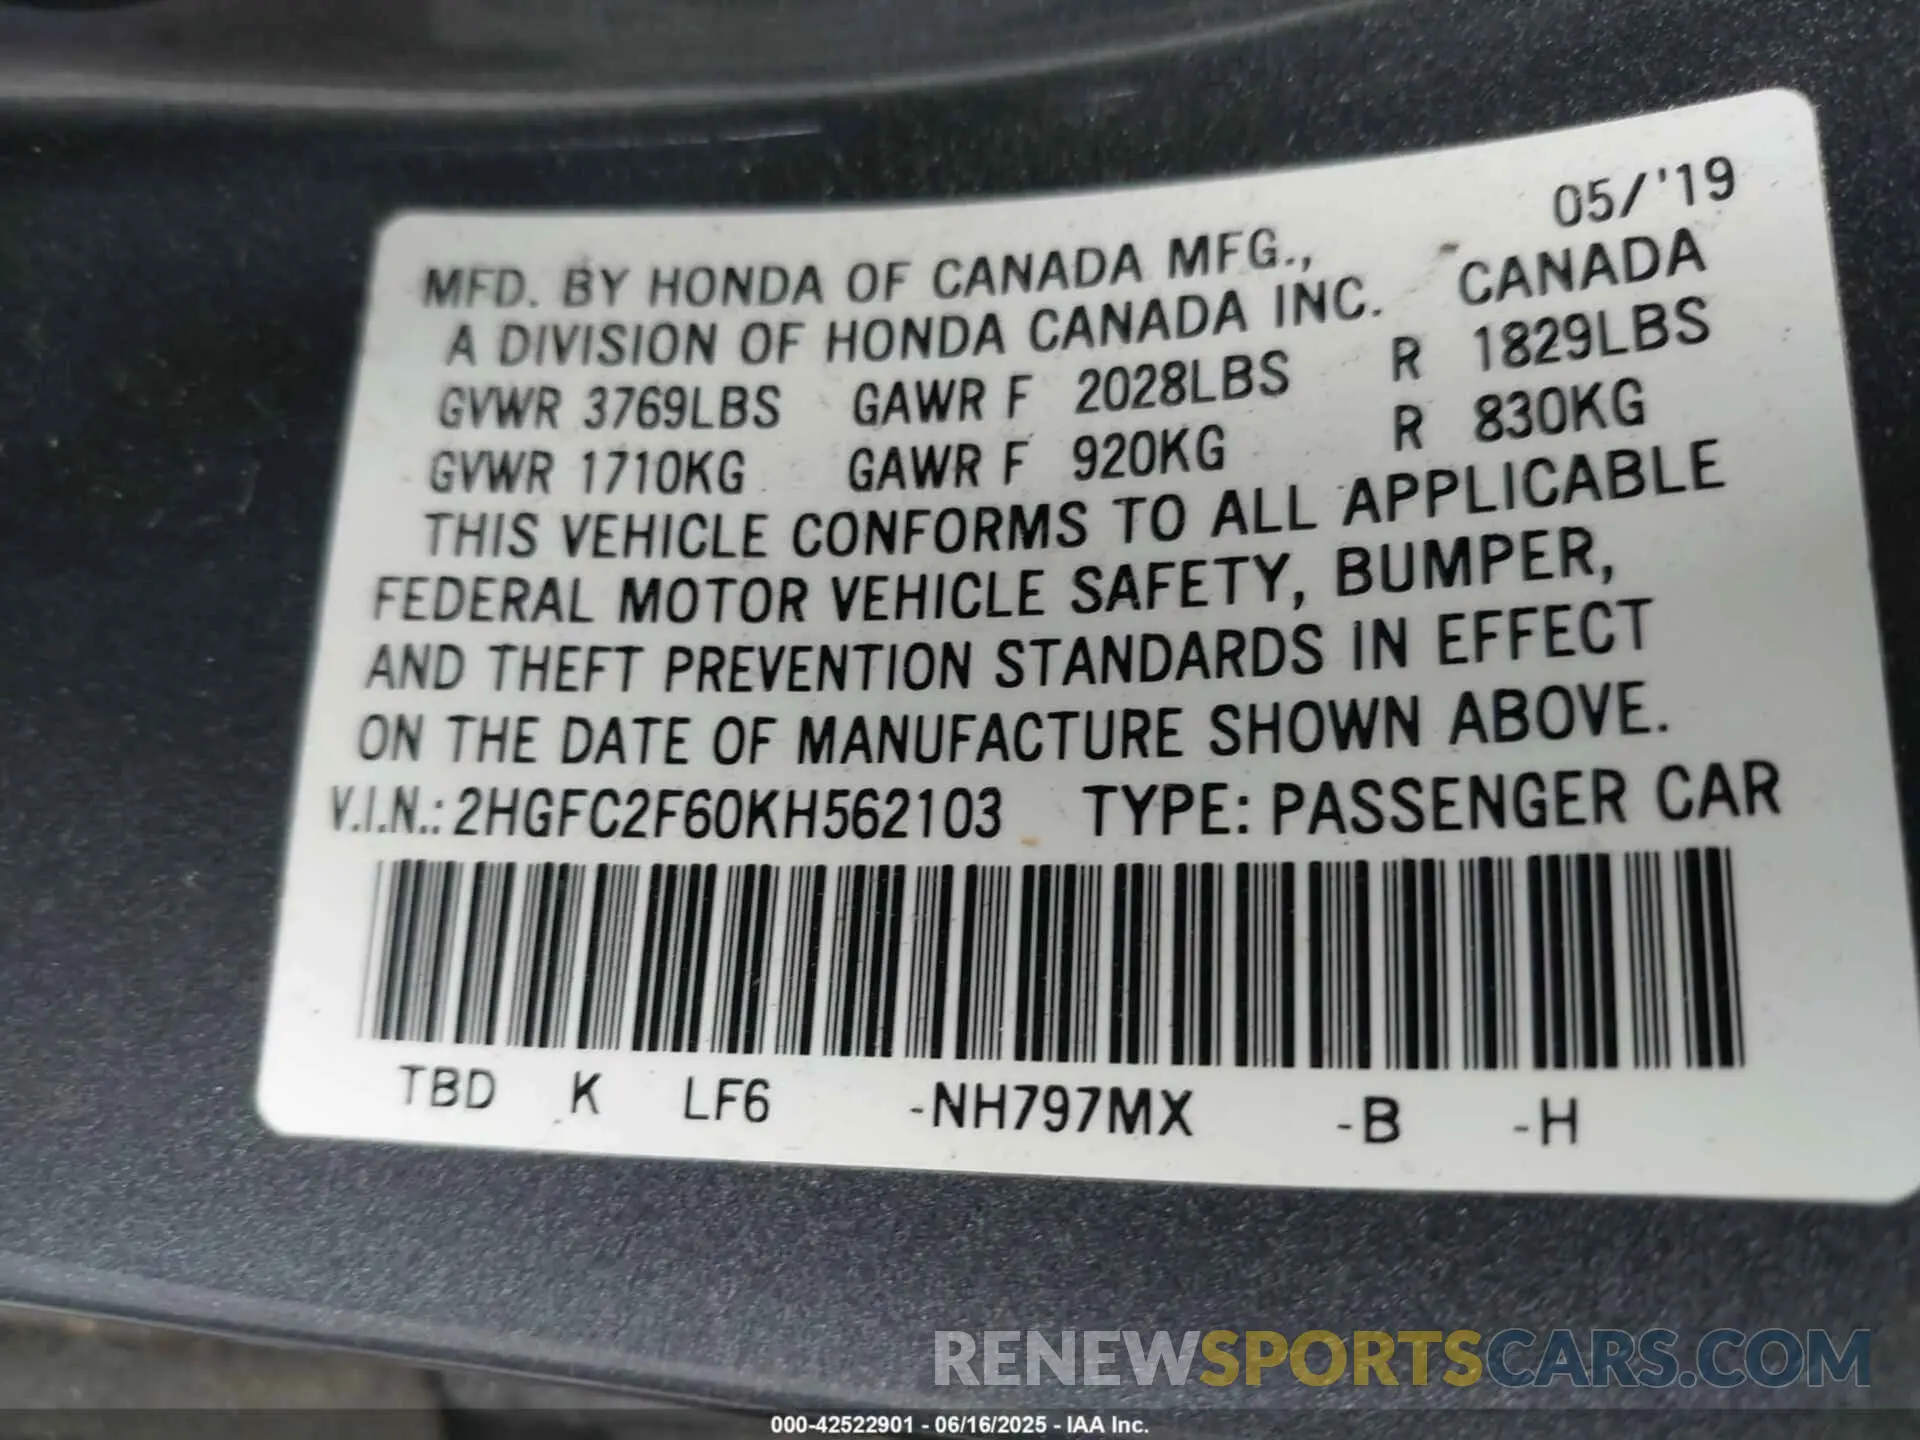 05/'19
MFD. BY HONDA OF CANADA MFG.,
A DIVISION OF HONDA CANADA INC. CANADA
GVWR 3769LBS GAWR F 2028LBS R 1829LBS
GVWR 1710KG GAWR F 920KG R 830KG
THIS VEHICLE CONFORMS TO ALL APPLICABLE
FEDERAL MOTOR VEHICLE SAFETY, BUMPER,
AND THEFT PREVENTION STANDARDS IN EFFECT
ON THE DATE OF MANUFACTURE SHOWN ABOVE.
V.I.N.: 2HGFC2F60KH562103 TYPE: PASSENGER CAR
TBD K LF6 -NH797MX -B -H
RENEWSPORTSCARS.COM
000-42522901 - 06/16/2025 - IAA Inc.